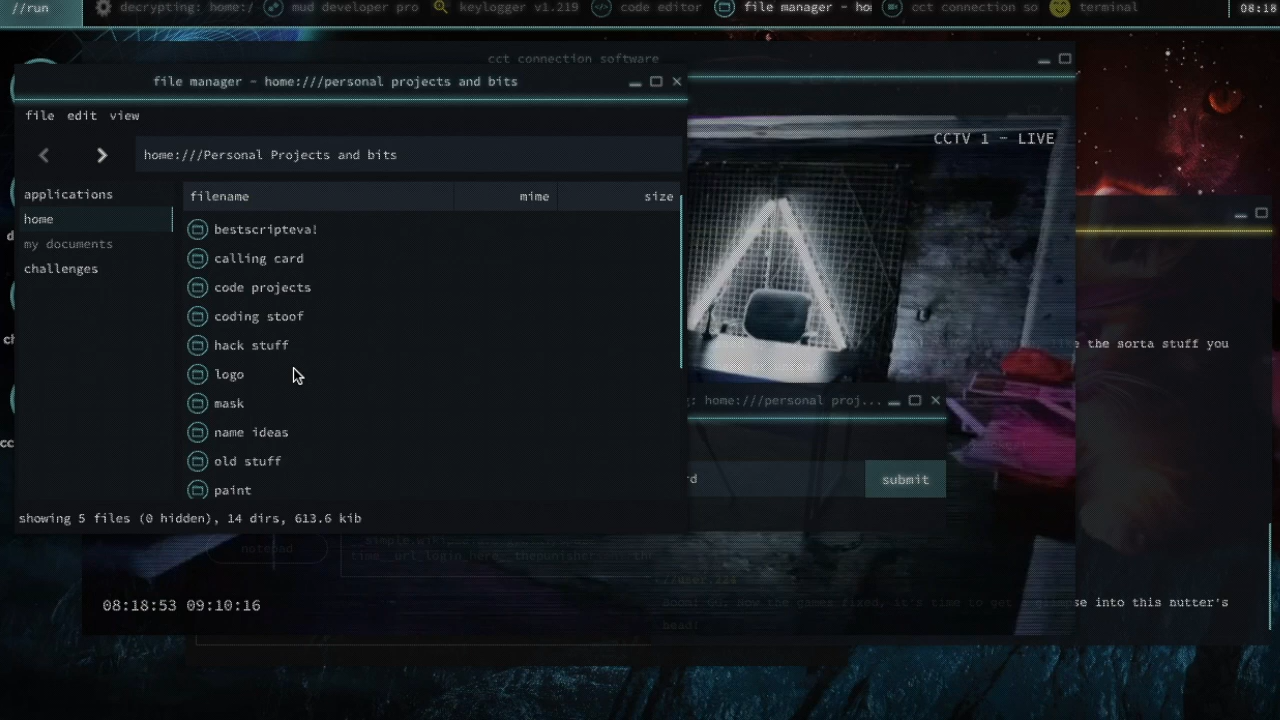 //run
decrypting: home:/
mud developer pro
keylogger v1.219
code editor
file manager - ho
cct connection so
terminal
08:18
cct connection software
file manager - home:///personal projects and bits
file edit view
CCTV 1 - LIVE
home:///Personal Projects and bits
applications
home
my documents
challenges
filename mime size
bestscripteva!
calling card
code projects
coding stoof
hack stuff
logo
mask
name ideas
old stuff
paint
showing 5 files (0 hidden), 14 dirs, 613.6 kib
the sorta stuff you
home:///personal proj...
submit
notepad
08:18:53 09:10:16
into this nutter's
head!